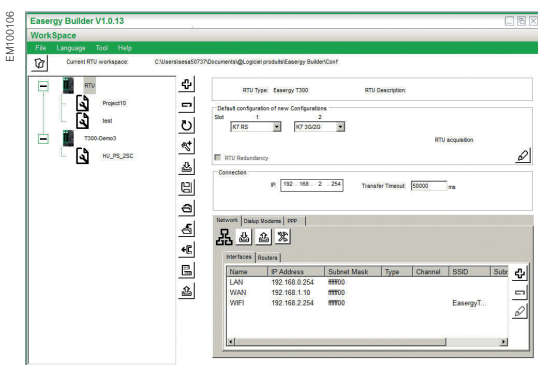 EM100106
Easergy Builder V1.0.13
WorkSpace
File Language Tool Help
Current RTU workspace: C:\Users\sesa50737\Documents\@Logiciel produits\Easergy Builder\Conf
RTU
Project10
test
T300-Demo3
HU_PS_2SC
RTU Type: Easergy T300 RTU Description:
Default configuration of new Configurations
Slot 1 2
K7 RS K7 3G/2G
RTU acquisition
RTU Redundancy
Connection
IP: 192 . 168 . 2 . 254 Transfer Timeout: 50000 ms
Network Dialup Modems PPP
Interfaces Routers
Name IP Address Subnet Mask Type Channel SSID Subr
LAN 192.168.0.254 ffffff00
WAN 192.168.1.10 ffffff00
WIFI 192.168.2.254 ffffff00 EasergyT...